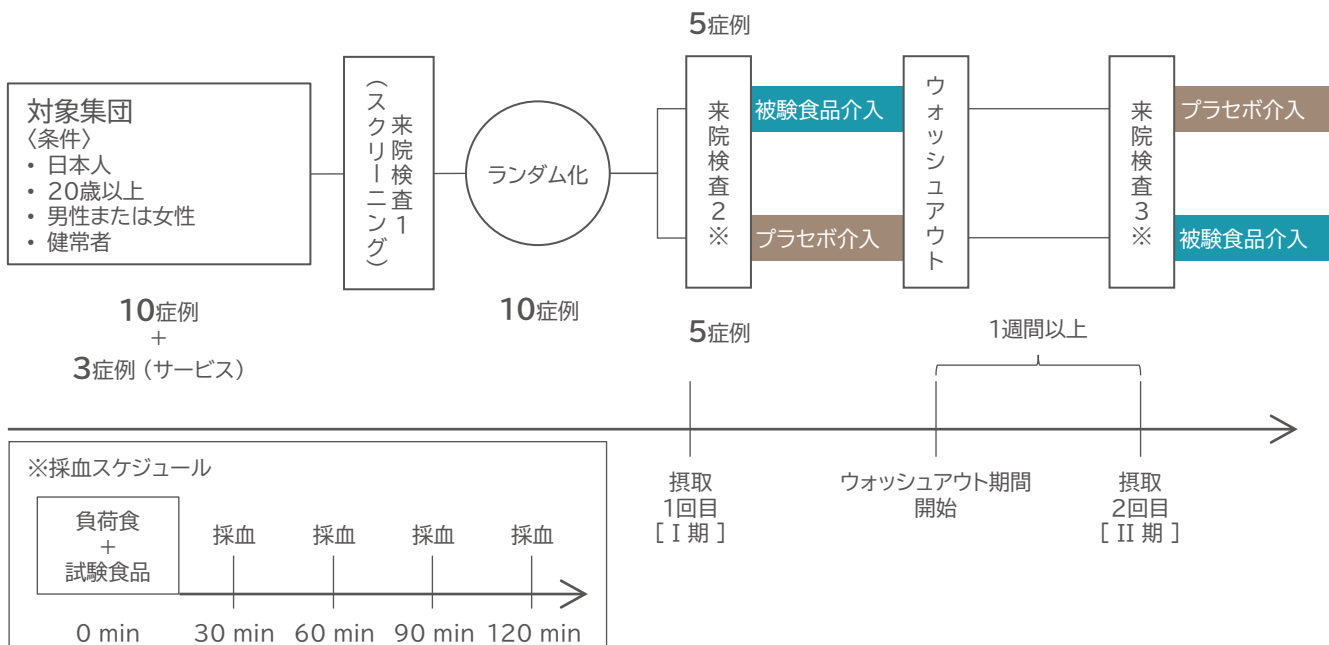 対象集団
〈条件〉
・ 日本人
・ 20歳以上
・ 男性または女性
・ 健常者
10症例
+
3症例（サービス）
来院検査1
（スクリーニング）
ランダム化
10症例
5症例
来院検査2※
5症例
被験食品介入
プラセボ介入
ウォッシュアウト
来院検査3※
プラセボ介入
被験食品介入
1週間以上
摂取
1回目
[ I 期 ]
ウォッシュアウト期間
開始
摂取
2回目
[ II 期 ]
※採血スケジュール
負荷食
+
試験食品
採血
採血
採血
採血
0 min
30 min
60 min
90 min
120 min